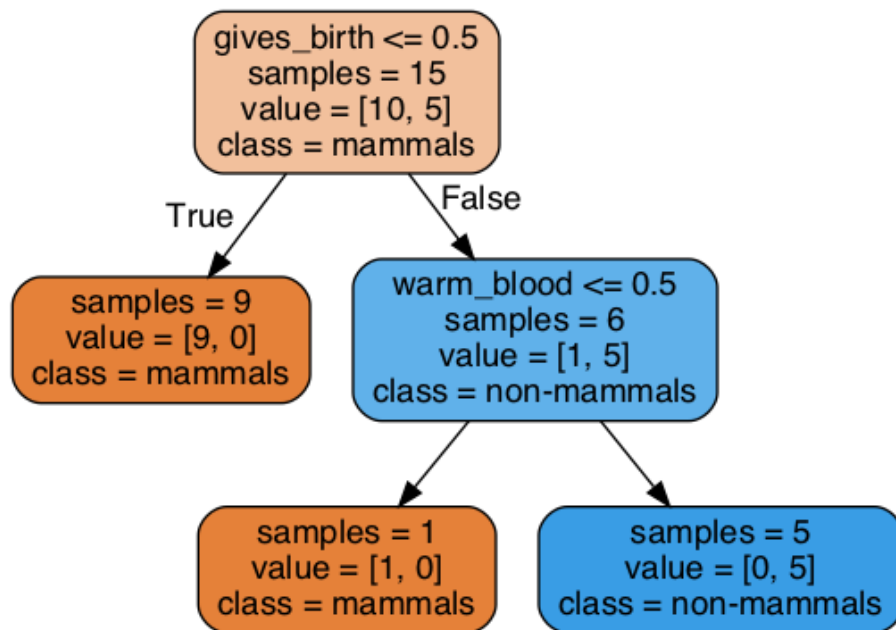 gives_birth <= 0.5
samples = 15
value = [10, 5]
class = mammals
True
False
samples = 9
value = [9, 0]
class = mammals
warm_blood <= 0.5
samples = 6
value = [1, 5]
class = non-mammals
samples = 1
value = [1, 0]
class = mammals
samples = 5
value = [0, 5]
class = non-mammals